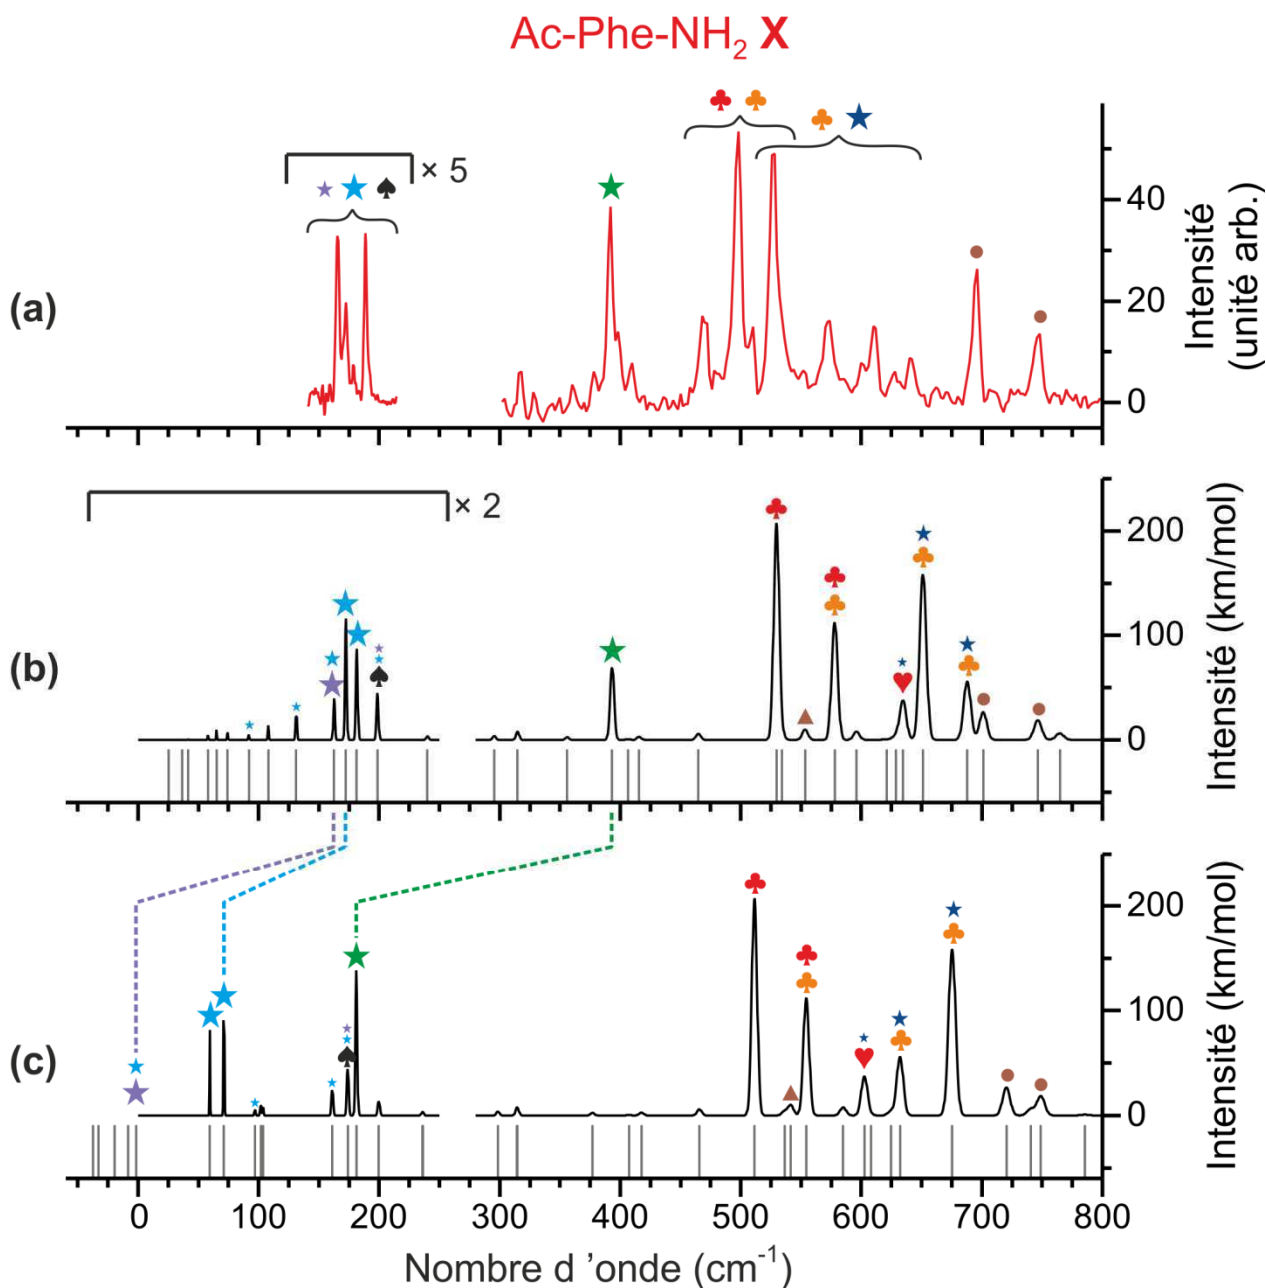 Ac-Phe-NH₂ X
(a)
× 5
40
20
0
Intensité
(unité arb.)
(b)
× 2
200
100
0
Intensité (km/mol)
(c)
200
100
0
Intensité (km/mol)
0 100 200 300 400 500 600 700 800
Nombre d 'onde (cm⁻¹)